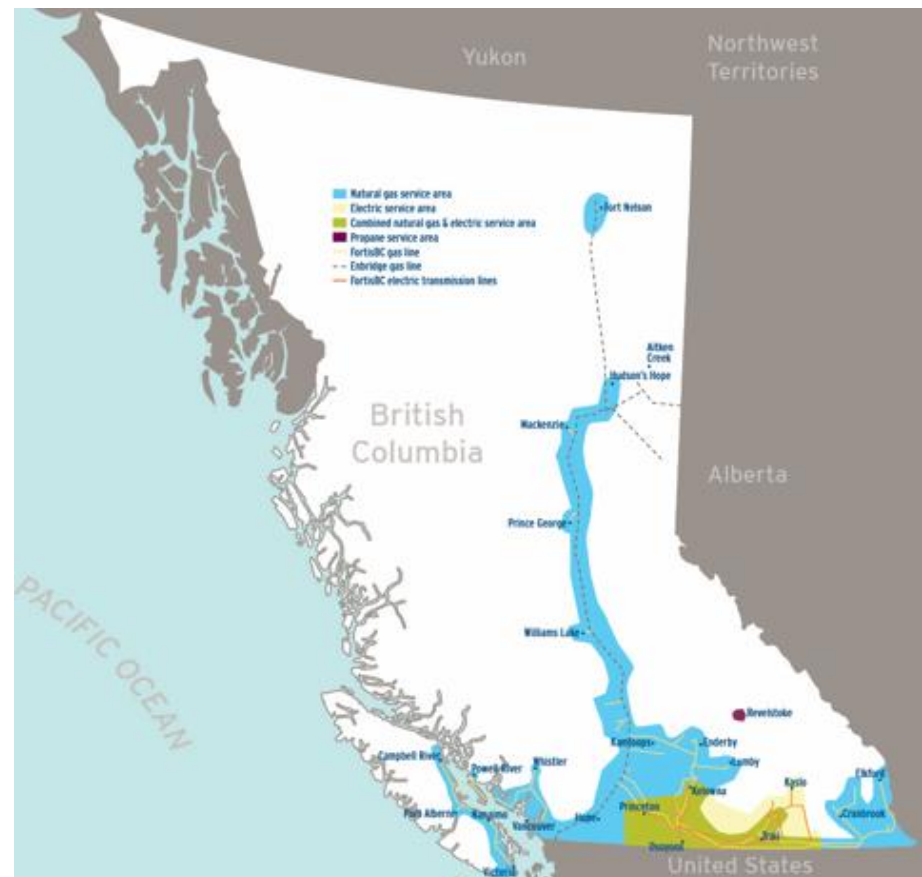 Yukon
Northwest
Territories
Natural gas service area
Electric service area
Combined natural gas & electric service area
Propane service area
FortisBC gas line
Enbridge gas line
FortisBC electric transmission lines
Fort Nelson
Aitken
Creek
Hudson's Hope
British
Columbia
Mackenzie
Alberta
Prince George
PACIFIC OCEAN
Williams Lake
Revelstoke
Kamloops
Enderby
Campbell River
Powell River
Whistler
Lumby
Elkford
Kelowna
Kaslo
Port Alberni
Nanaimo
Vancouver
Hope
Princeton
Cranbrook
Trail
Osoyoos
Victoria
United States